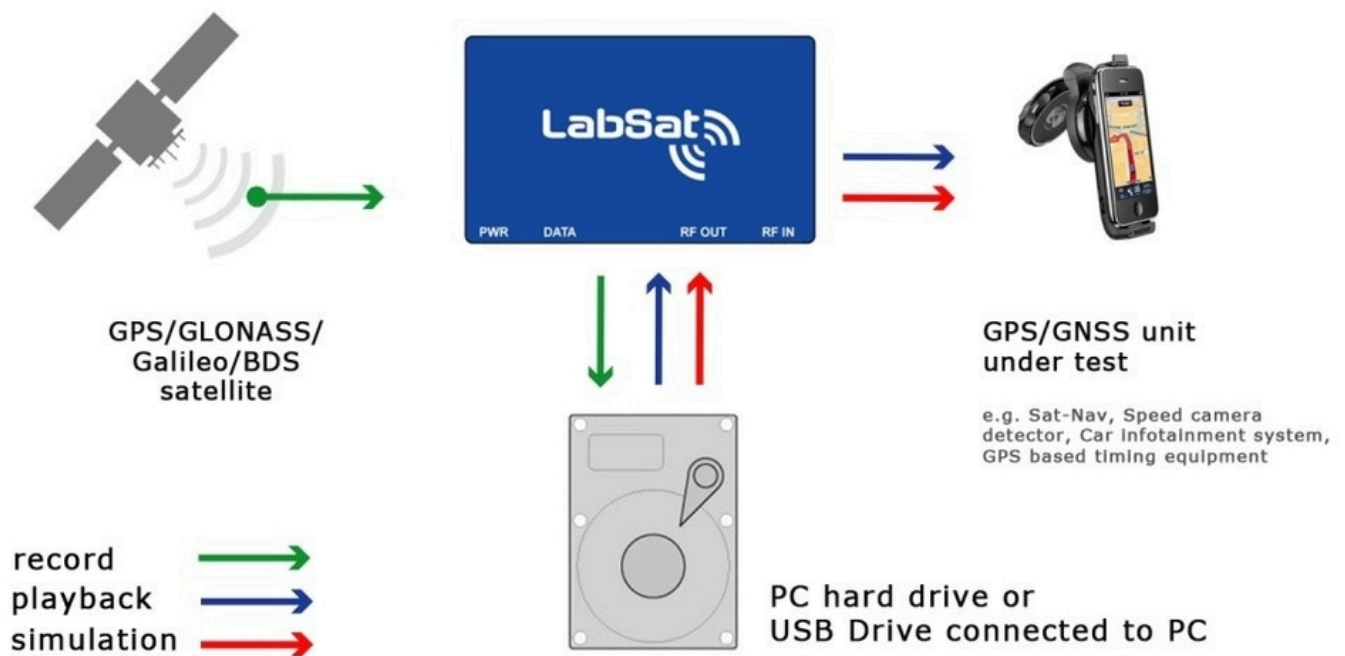 LabSat
PWR DATA RF OUT RF IN
GPS/GLONASS/
Galileo/BDS
satellite
GPS/GNSS unit
under test
e.g. Sat-Nav, Speed camera
detector, Car infotainment system,
GPS based timing equipment
record
playback
simulation
PC hard drive or
USB Drive connected to PC